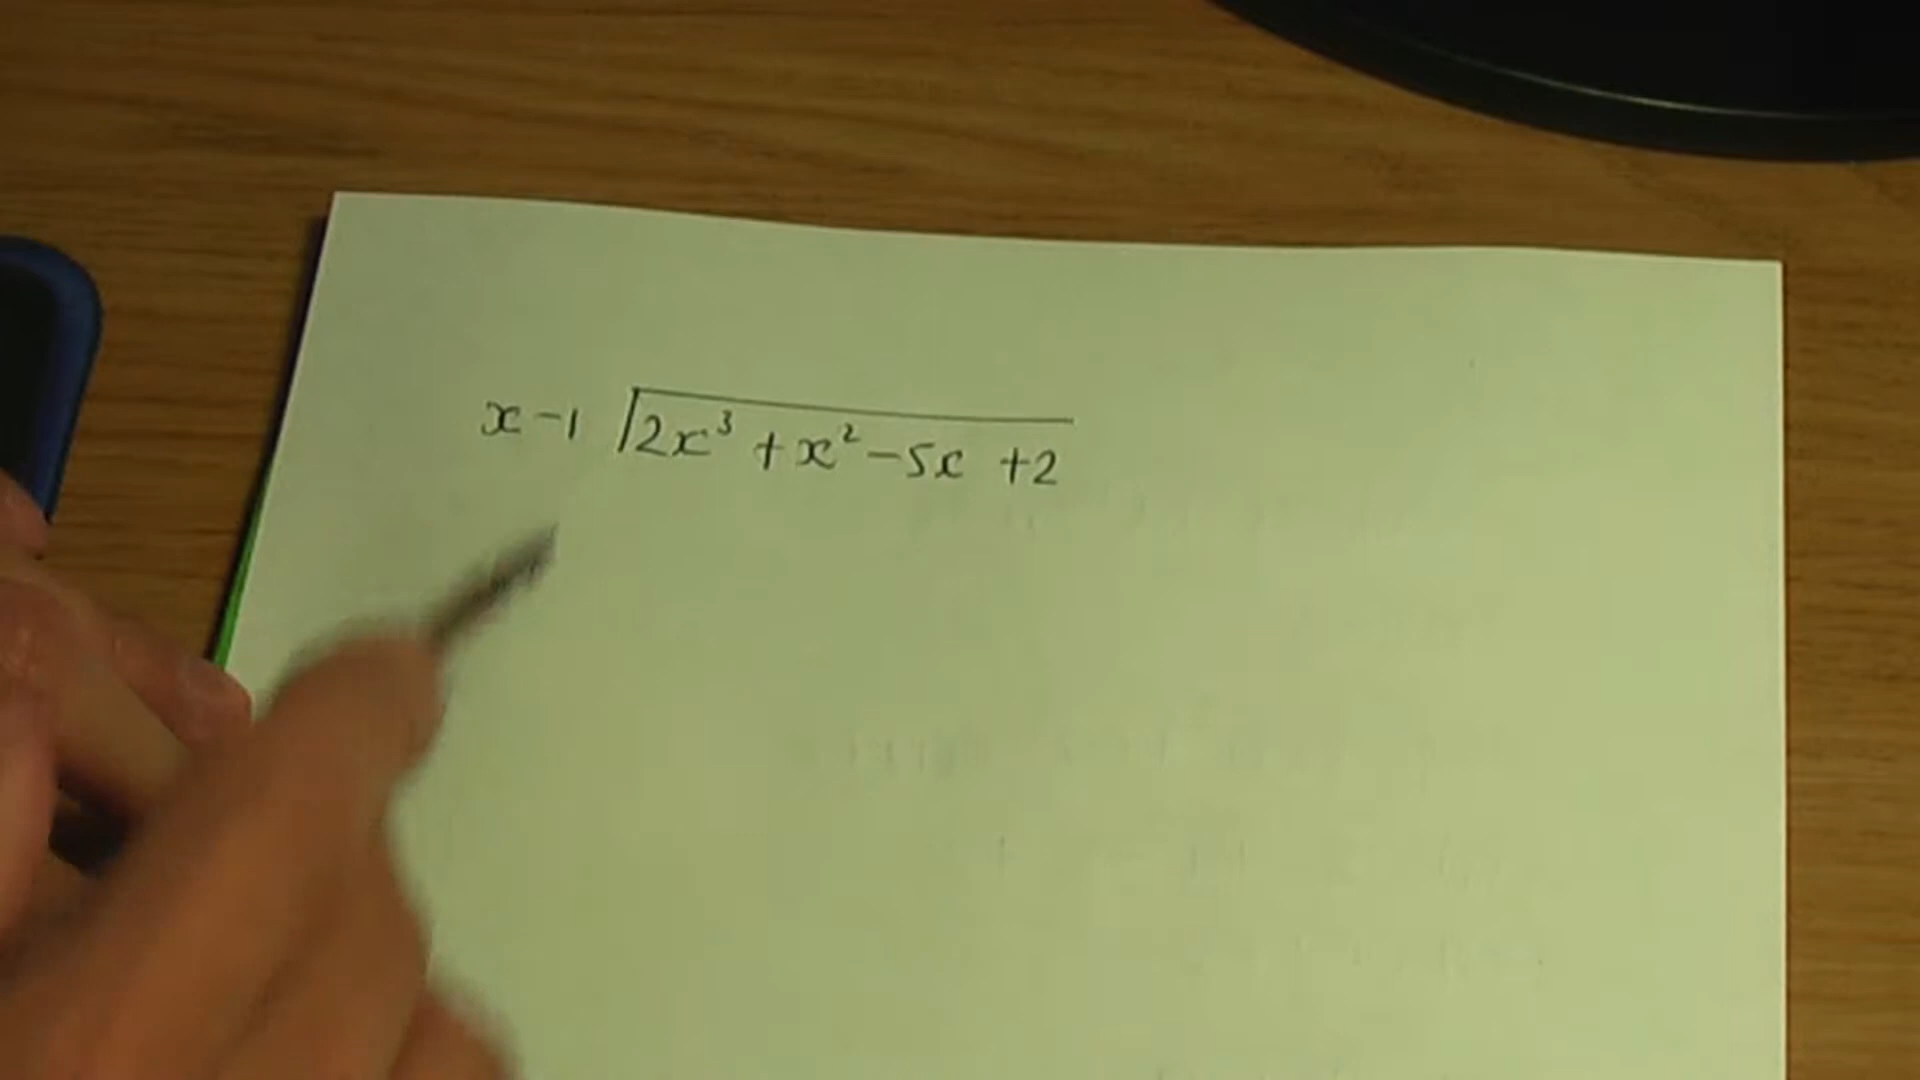 x-1 √2x³ + x² - 5x + 2